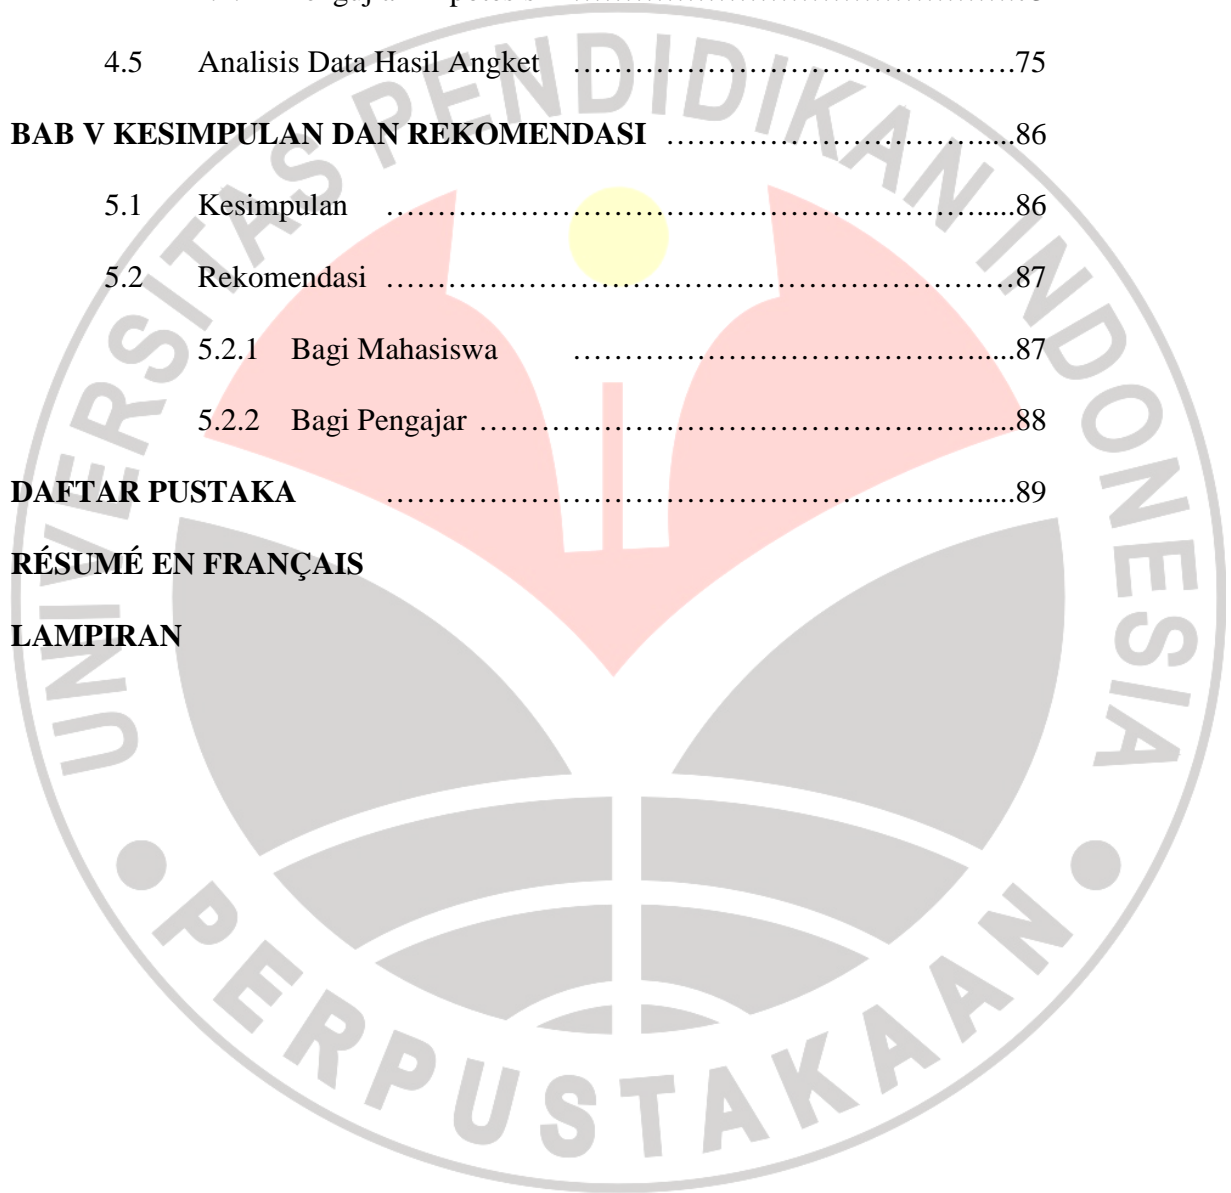 4.5 Analisis Data Hasil Angket ……………………………………75
BAB V KESIMPULAN DAN REKOMENDASI ………………………….....86
5.1 Kesimpulan ………………………………………………….....86
5.2 Rekomendasi ……………………………………………………87
5.2.1 Bagi Mahasiswa ………………………………….....87
5.2.2 Bagi Pengajar ………………………………………….....88
DAFTAR PUSTAKA ………………………………………………….....89
RÉSUMÉ EN FRANÇAIS
LAMPIRAN
UNIVERSITAS PENDIDIKAN INDONESIA
PERPUSTAKAAN